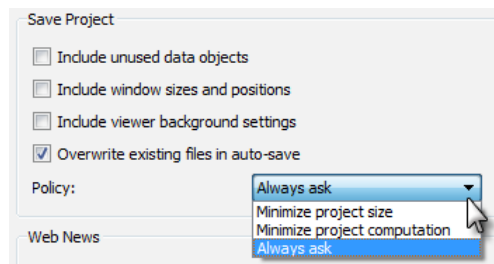 Save Project
Include unused data objects
Include window sizes and positions
Include viewer background settings
Overwrite existing files in auto-save
Policy: Always ask
Minimize project size
Minimize project computation
Always ask
Web News